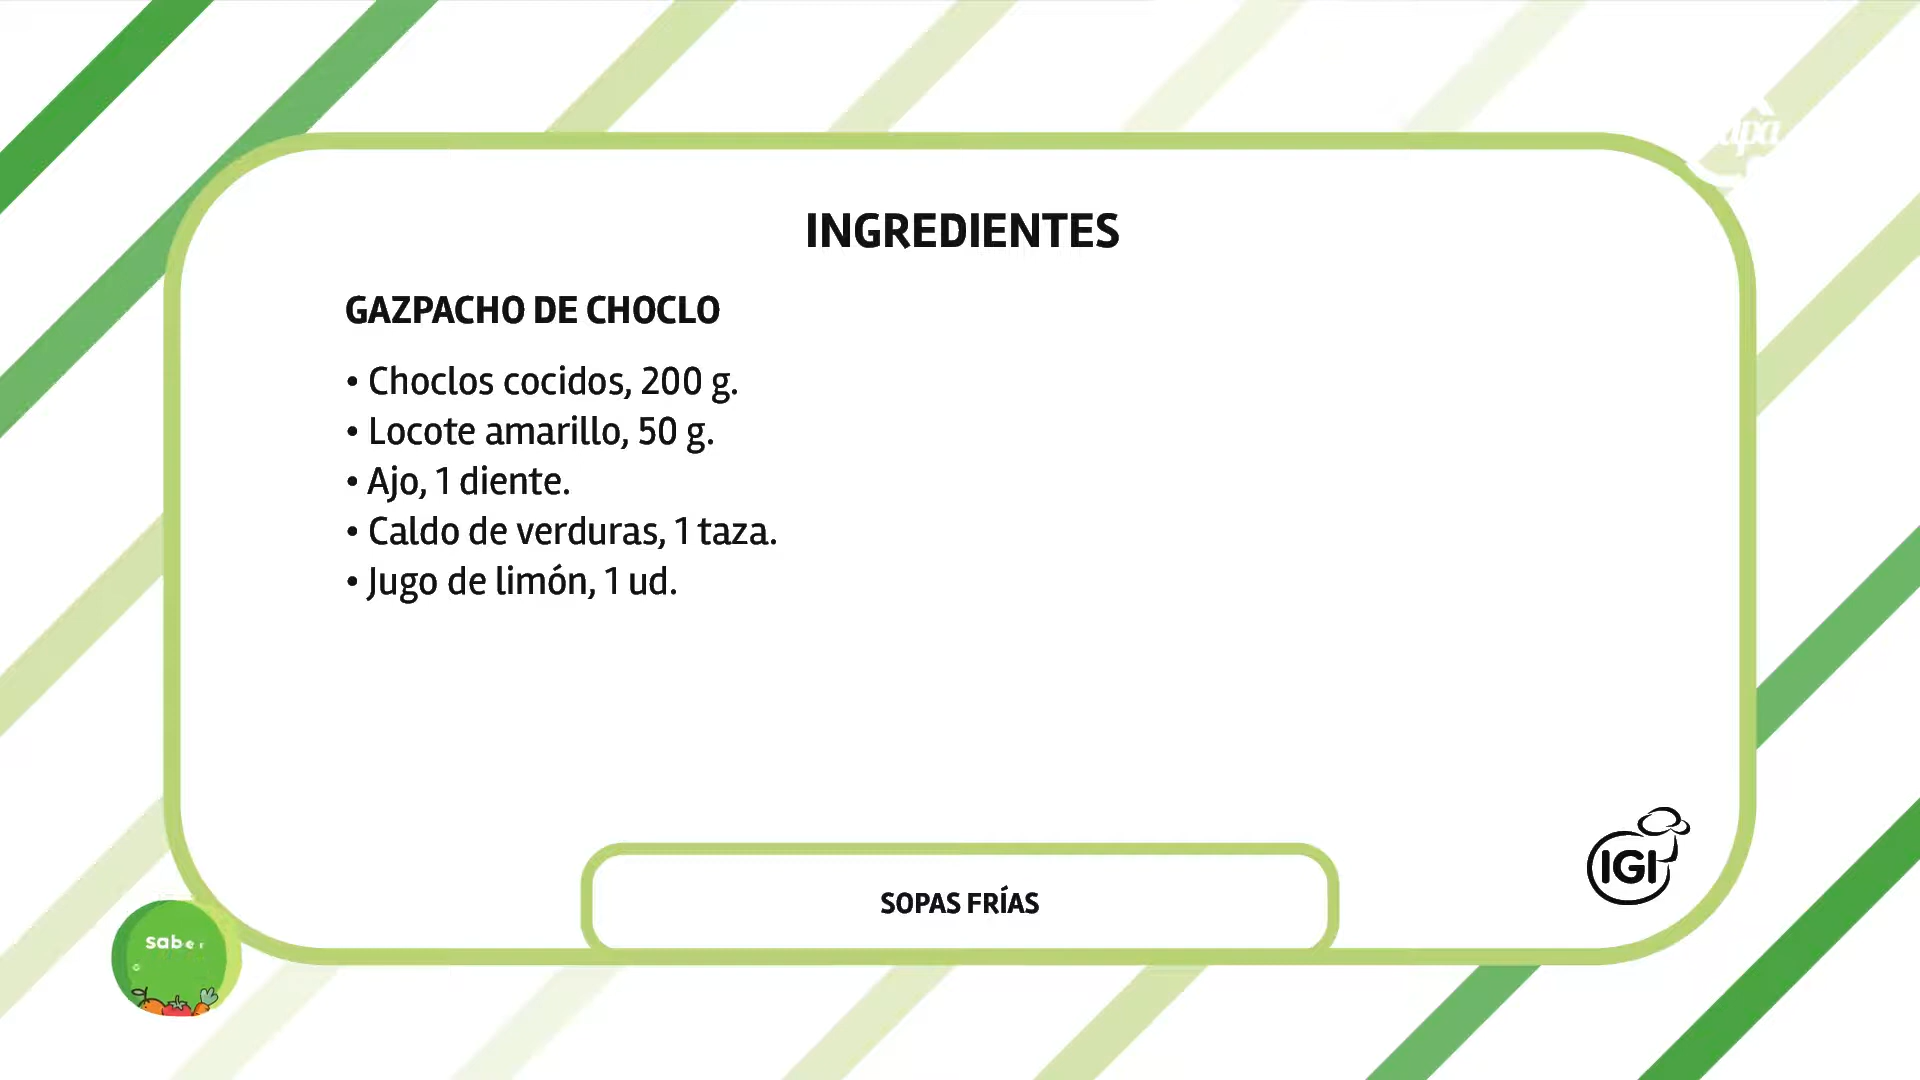 INGREDIENTES
GAZPACHO DE CHOCLO
• Choclos cocidos, 200 g.
• Locote amarillo, 50 g.
• Ajo, 1 diente.
• Caldo de verduras, 1 taza.
• Jugo de limón, 1 ud.
IGI
SOPAS FRÍAS
saber